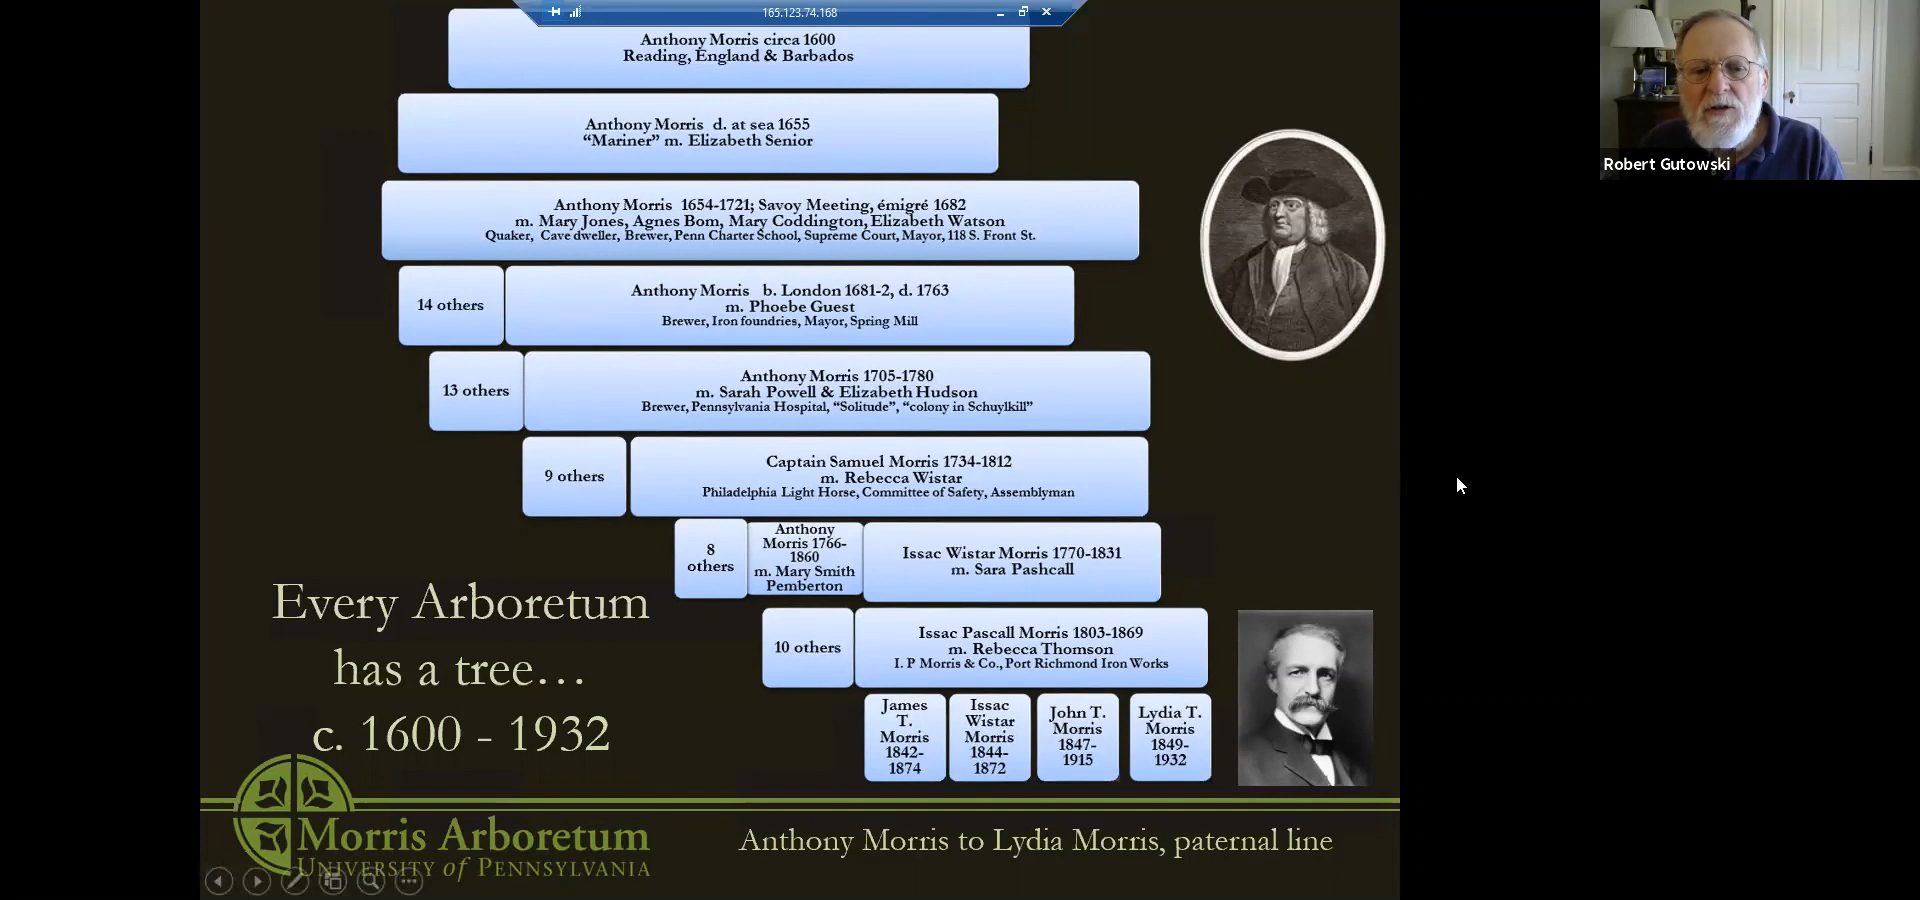 165.123.74.168
Anthony Morris circa 1600
Reading, England & Barbados
Anthony Morris d. at sea 1655
“Mariner” m. Elizabeth Senior
Anthony Morris 1654-1721; Savoy Meeting, émigré 1682
m. Mary Jones, Agnes Bom, Mary Coddington, Elizabeth Watson
Quaker, Cave dweller, Brewer, Penn Charter School, Supreme Court, Mayor, 118 S. Front St.
14 others
Anthony Morris b. London 1681-2, d. 1763
m. Phoebe Guest
Brewer, Iron foundries, Mayor, Spring Mill
13 others
Anthony Morris 1705-1780
m. Sarah Powell & Elizabeth Hudson
Brewer, Pennsylvania Hospital, “Solitude”, “colony in Schuylkill”
9 others
Captain Samuel Morris 1734-1812
m. Rebecca Wistar
Philadelphia Light Horse, Committee of Safety, Assemblyman
8
others
Anthony
Morris 1766-
1860
m. Mary Smith
Pemberton
Issac Wistar Morris 1770-1831
m. Sara Pashcall
10 others
Issac Pascall Morris 1803-1869
m. Rebecca Thomson
I. P Morris & Co., Port Richmond Iron Works
James
T.
Morris
1842-
1874
Issac
Wistar
Morris
1844-
1872
John T.
Morris
1847-
1915
Lydia T.
Morris
1849-
1932
Every Arboretum
has a tree…
c. 1600 - 1932
Morris Arboretum
UNIVERSITY of PENNSYLVANIA
Anthony Morris to Lydia Morris, paternal line
Robert Gutowski